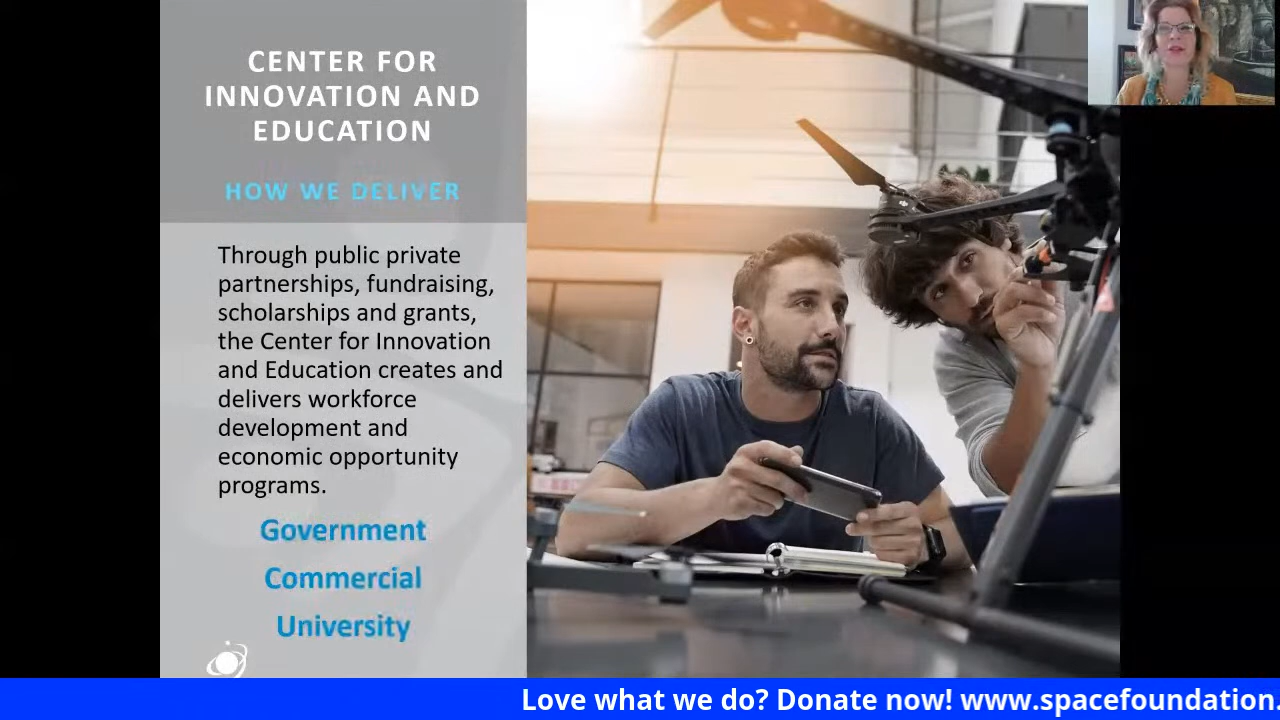 CENTER FOR
INNOVATION AND
EDUCATION
HOW WE DELIVER
Through public private
partnerships, fundraising,
scholarships and grants,
the Center for Innovation
and Education creates and
delivers workforce
development and
economic opportunity
programs.
Government
Commercial
University
Love what we do? Donate now! www.spacefoundation.